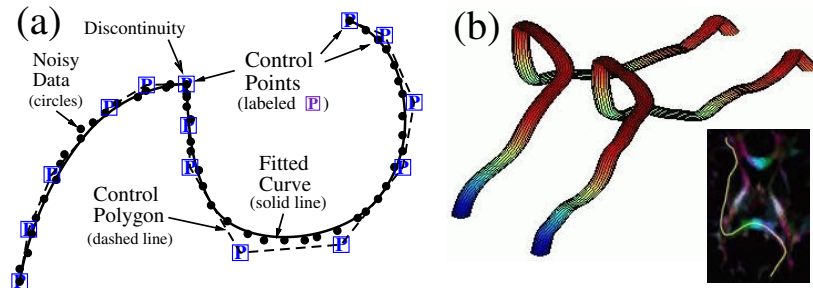 (a)
Discontinuity
Noisy
Data
(circles)
Control
Points
(labeled P )
P
P
P
P
P
P
P
P
P
P
P
P
P
P
Control
Polygon
(dashed line)
Fitted
Curve
(solid line)
(b)